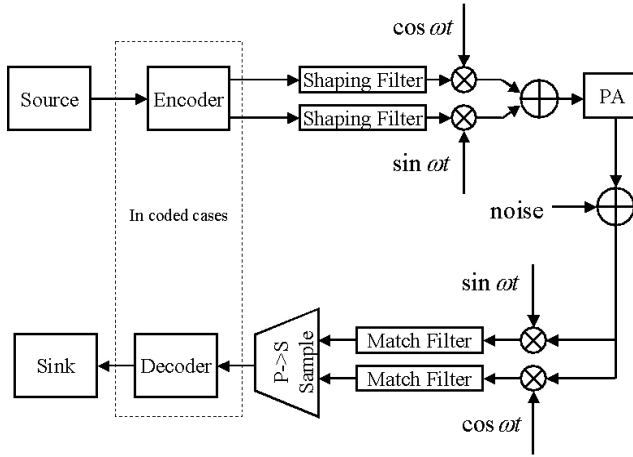 cos ωt
Source
Encoder
Shaping Filter
Shaping Filter
PA
sin ωt
In coded cases
noise
sin ωt
Sink
Decoder
P->S
Sample
Match Filter
Match Filter
cos ωt